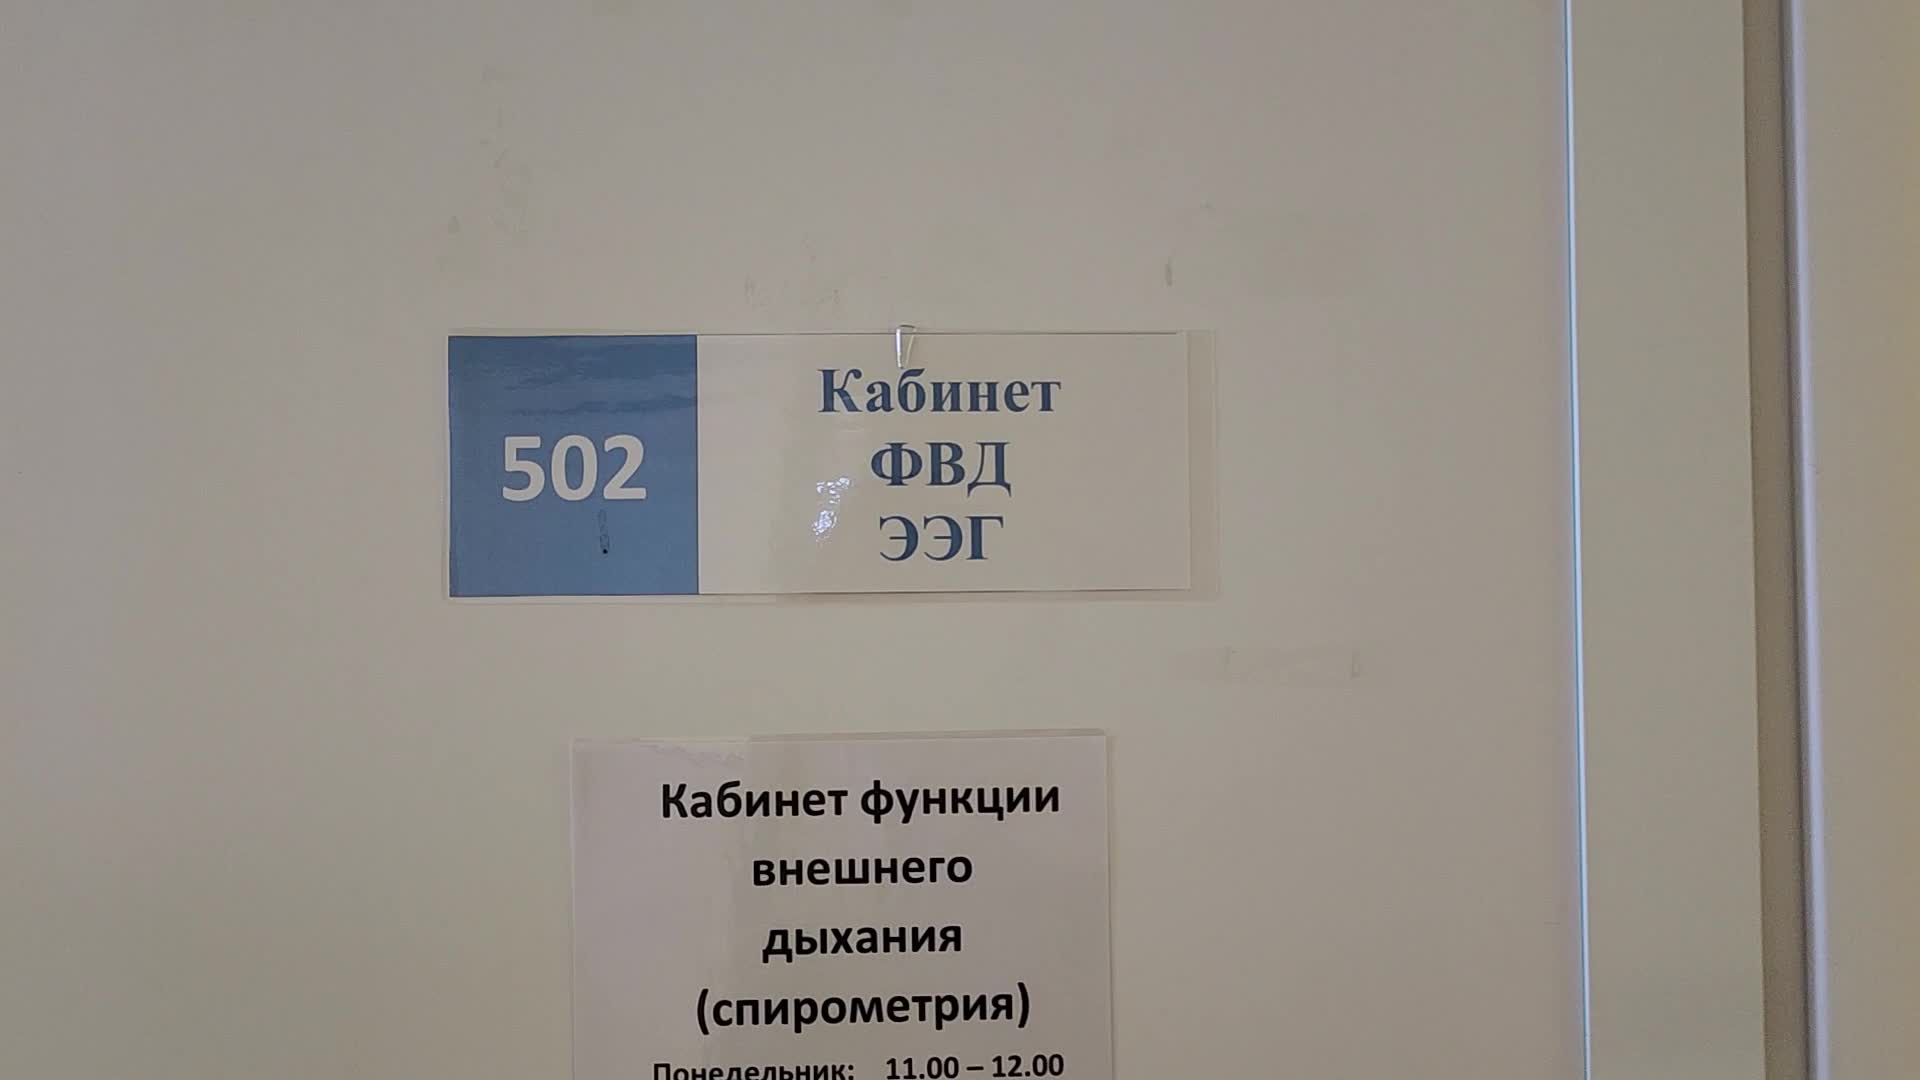 502
Кабинет
ФВД
ЭЭГ
Кабинет функции
внешнего
дыхания
(спирометрия)
Понедельник: 11.00 – 12.00